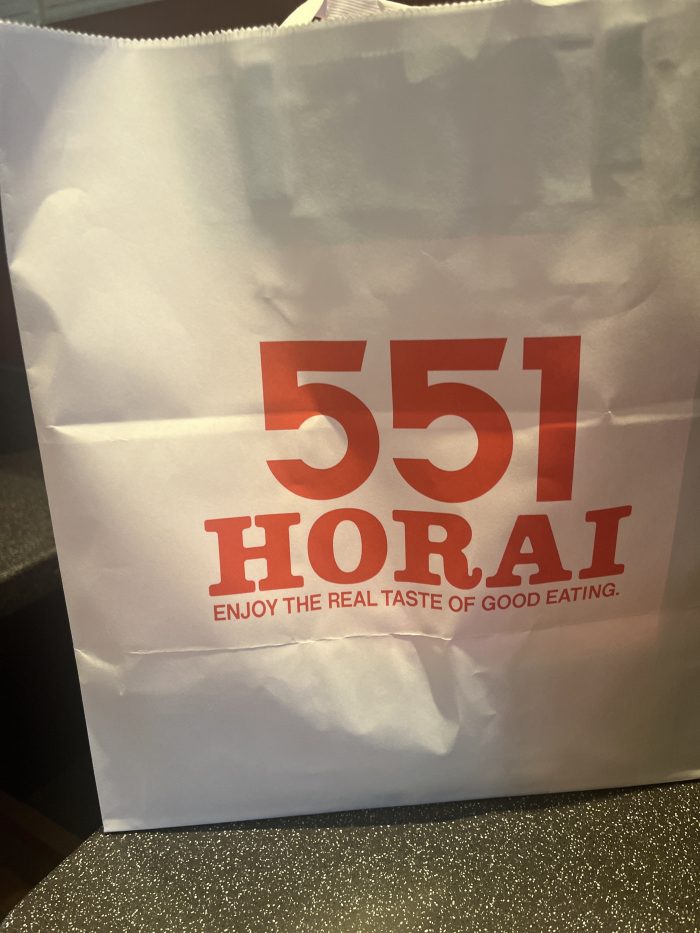 551
HORAI
ENJOY THE REAL TASTE OF GOOD EATING.